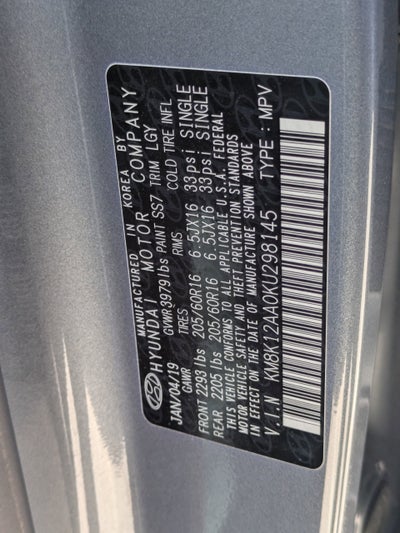 MANUFACTURED IN KOREA BY
HYUNDAI MOTOR COMPANY
GVWR3979lbs PAINT SS7 TRIM LGY
JAN/04/19 TIRES RIMS COLD TIRE INFL
GAWR
FRONT 2293 lbs 205/60R16 6.5JX16 33psi SINGLE
REAR 2205 lbs 205/60R16 6.5JX16 33psi SINGLE
THIS VEHICLE CONFORMS TO ALL APPLICABLE U.S.A. FEDERAL
MOTOR VEHICLE SAFETY AND THEFT PREVENTION STANDARDS
IN EFFECT ON THE DATE OF MANUFACTURE SHOWN ABOVE
V.I.N KM8K12AA0KU298145 TYPE: MPV